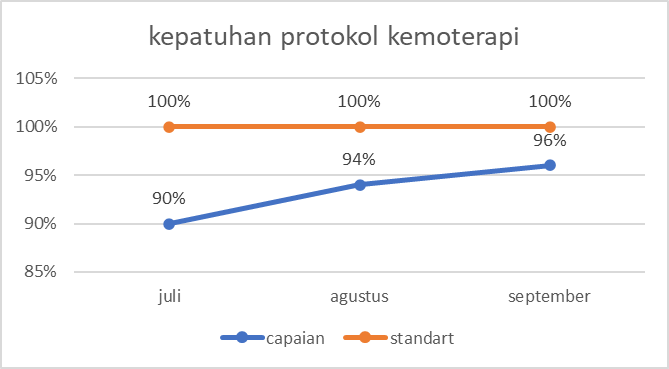 kepatuhan protokol kemoterapi
105%
100%
95%
90%
85%
100%
100%
100%
90%
94%
96%
juli
agustus
september
capaian
standart